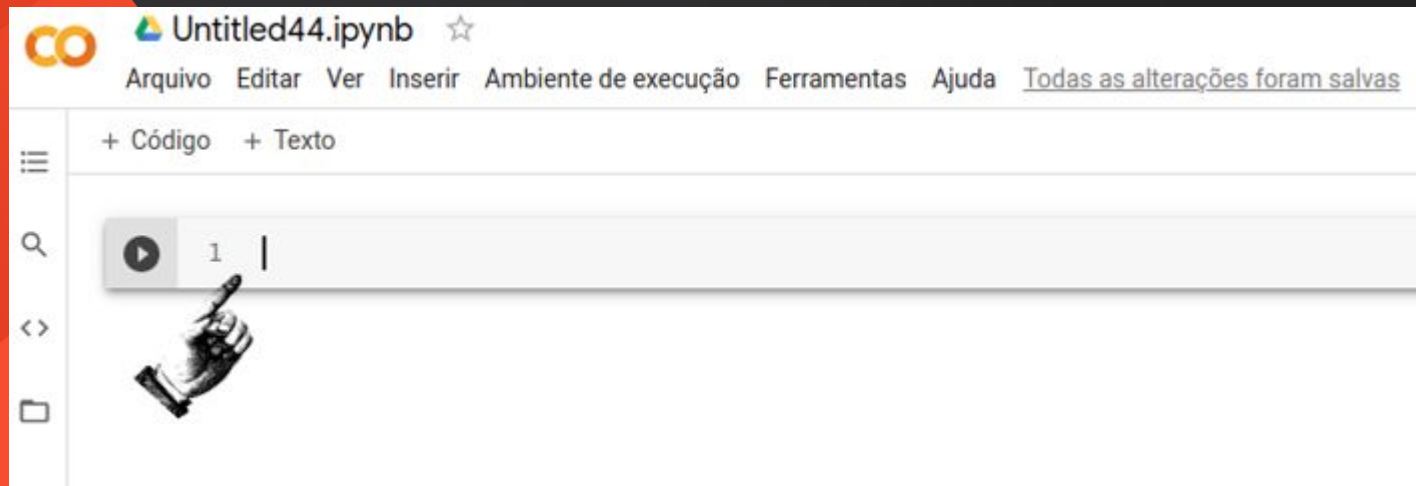 Untitled44.ipynb
Arquivo Editar Ver Inserir Ambiente de execução Ferramentas Ajuda Todas as alterações foram salvas
+ Código + Texto
1